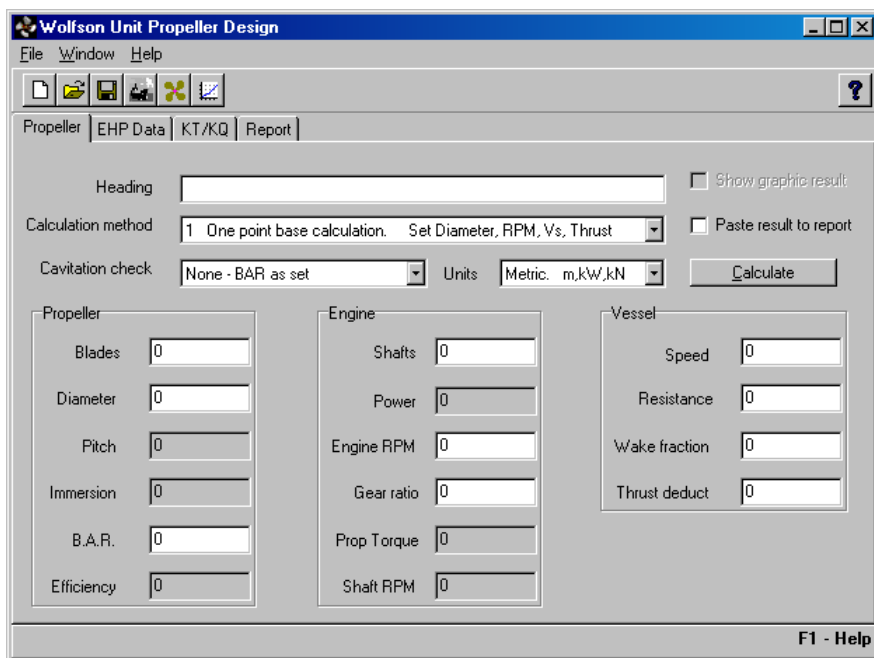 Wolfson Unit Propeller Design
File Window Help
?
Propeller EHP Data KT/KQ Report
Heading Show graphic result
Calculation method 1 One point base calculation. Set Diameter, RPM, Vs, Thrust Paste result to report
Cavitation check None - BAR as set Units Metric. m,kW,kN Calculate
Propeller Engine Vessel
Blades 0 Shafts 0 Speed 0
Diameter 0 Power 0 Resistance 0
Pitch 0 Engine RPM 0 Wake fraction 0
Immersion 0 Gear ratio 0 Thrust deduct 0
B.A.R. 0 Prop Torque 0
Efficiency 0 Shaft RPM 0
F1 - Help